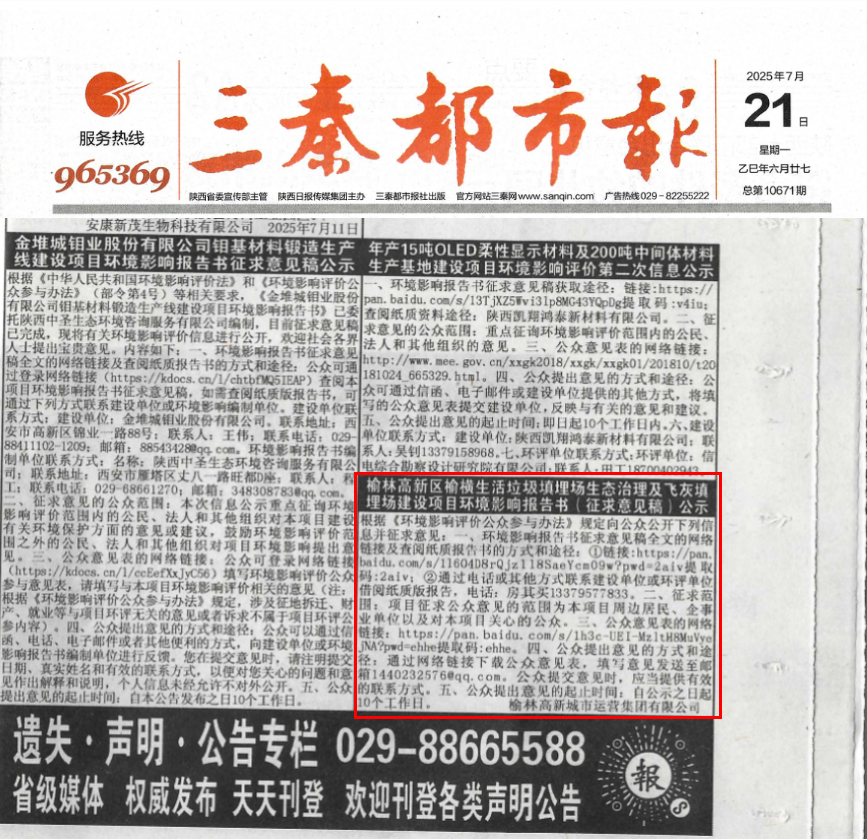 服务热线
965369
三秦都市報
2025年7月
21日
星期一
乙巳年六月廿七
总第10671期
陕西省委宣传部主管 陕西日报传媒集团主办 三秦都市报社出版 官方网站三秦网www.sanqin.com 广告热线029-82255222
安康新茂生物科技有限公司 2025年7月11日
金堆城钼业股份有限公司钼基材料锻造生产
线建设项目环境影响报告书征求意见稿公示
根据《中华人民共和国环境影响评价法》和《环境影响评价公
众参与办法》（部令第4号）等相关要求，《金堆城钼业股份
有限公司钼基材料锻造生产线建设项目环境影响报告书》已委
托陕西中圣生态环境咨询服务有限公司编制，目前征求意见稿
已完成，现将有关环境影响评价信息进行公开，欢迎社会各界
人士提出宝贵意见。内容如下：一、环境影响报告书征求意见
稿全文的网络链接及查阅纸质报告书的方式和途径：公众可通
过登录网络链接（https://kdocs.cn/l/chtbfMQ51EAP）查阅本
项目环境影响报告书征求意见稿，如需查阅纸质版报告书，可
通过下列方式联系建设单位或环境影响编制单位。建设单位联
系方式：建设单位：金堆城钼业股份有限公司。联系地址：西
安市高新区锦业一路88号；联系人：王伟；联系电话：029-
88411102-1209；邮箱：88543428@qq.com。环境影响报告书编
制单位联系方式：名称：陕西中圣生态环境咨询服务有限公
司；联系地址：西安市雁塔区丈八一路旺都D座；联系人：程
工；联系电话：029-68661270；邮箱：348308783@qq.com。
二、征求意见的公众范围：本次信息公示重点征求环境
影响评价范围内的公民、法人和其他组织对本项目建设
有关环境保护方面的意见或建议，鼓励环境影响评价范
围之外的公民、法人和其他组织对项目环境影响提出意
见。三、公众意见表的网络链接：公众可登录网络链接
（https://kdocs.cn/l/ccEefXxJyC56）填写环境影响评价公众
参与意见表，请填写与本项目环境影响评价相关的意见（注：
根据《环境影响评价公众参与办法》规定，涉及征地拆迁、财
产、就业等与项目环评无关的意见或者诉求不属于项目环评公
参内容）。四、公众提出意见的方式和途径：公众可以通过信
函、电话、电子邮件或者其他便利的方式，向建设单位或环境
影响报告书编制单位进行反馈。您在提交意见时，请注明提交
日期、真实姓名和有效的联系方式，以便对您关心的问题和意
见作出解释和说明，个人信息未经允许不对外公开。五、公众
提出意见的起止时间：自本公告发布之日10个工作日。
年产15吨OLED柔性显示材料及200吨中间体材料
生产基地建设项目环境影响评价第二次信息公示
一、环境影响报告书征求意见稿获取途径：链接:https://
pan.baidu.com/s/13TjXZ5Wvi31p8MG43YQpDg提取码:v4iu;
查阅纸质资料途径：陕西凯翔鸿泰新材料有限公司。二、征
求意见的公众范围：重点征询环境影响评价范围内的公民、
法人和其他组织的意见。三、公众意见表的网络链接：
http://www.mee.gov.cn/xxgk2018/xxgk/xxgk01/201810/t20
181024_665329.html。四、公众提出意见的方式和途径：公
众可通过信函、电子邮件或建设单位提供的其他方式，将填
写的公众意见表提交建设单位，反映与有关的意见和建议。
五、公众提出意见的起止时间：即日起10个工作日内。六、建设
单位联系方式：建设单位:陕西凯翔鸿泰新材料有限公司；联
系人：吴钊13379158968。七、环评单位联系方式:环评单位：信
电综合勘察设计研究院有限公司;联系人:田工18700402943
榆林高新区榆横生活垃圾填埋场生态治理及飞灰填
埋场建设项目环境影响报告书（征求意见稿）公示
根据《环境影响评价公众参与办法》规定向公众公开下列信
息并征求意见：一、环境影响报告书征求意见稿全文的网络
链接及查阅纸质报告书的方式和途径：①链接:https://pan.
baidu.com/s/116O4D8rQjzl18SaeYcm09w?pwd=2aiv提取
码:2aiv；②通过电话或其他方式联系建设单位或环评单位
借阅纸质版报告，电话：房其买13379577833。二、征求范
围：项目征求公众意见的范围为本项目周边居民、企事
业单位以及对本项目关心的公众。三、公众意见表的网络
链接：https://pan.baidu.com/s/1h3c-UEI-MzltH8MuVye
jNA?pwd=ehhe提取码:ehhe。四、公众提出意见的方式和途
径：通过网络链接下载公众意见表，填写意见发送至邮
箱1440232576@qq.com。公众提交意见时，应当提供有效
的联系方式。五、公众提出意见的起止时间：自公示之日起
10个工作日。 榆林高新城市运营集团有限公司
遗失·声明·公告专栏 029-88665588
省级媒体 权威发布 天天刊登 欢迎刊登各类声明公告
報